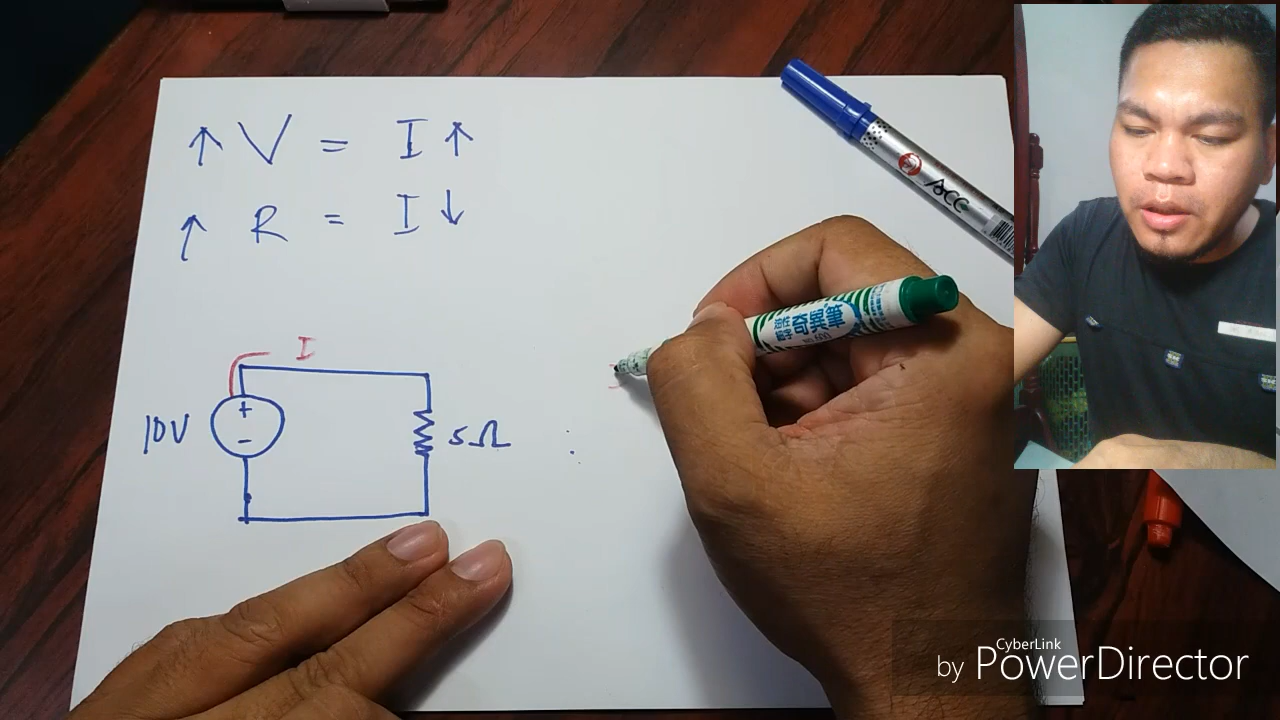 ↑ V = I ↑
↑ R = I ↓
I
10V
+
-
5Ω
:
ACC
奇異筆
CyberLink
by PowerDirector